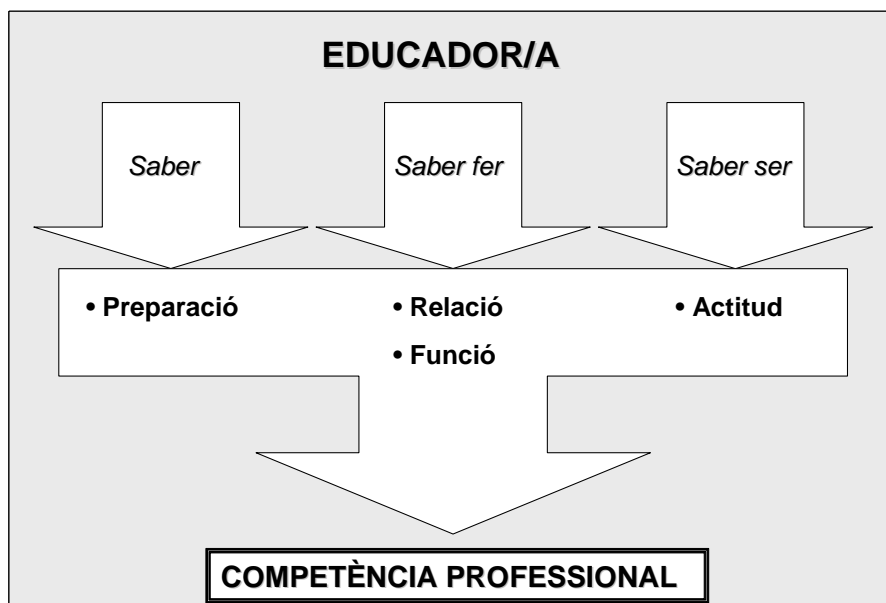 EDUCADOR/A
Saber
Saber fer
Saber ser
• Preparació
• Relació
• Actitud
• Funció
COMPETÈNCIA PROFESSIONAL